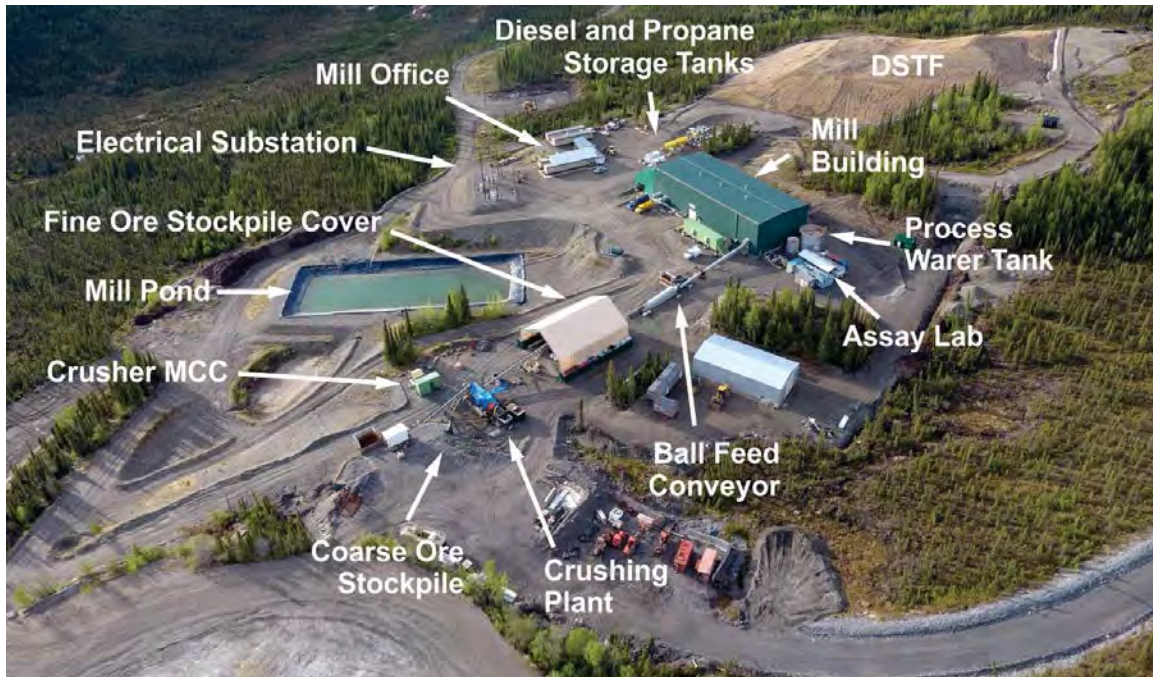 Diesel and Propane
Storage Tanks
DSTF
Mill Office
Mill
Building
Electrical Substation
Fine Ore Stockpile Cover
Process
Warer Tank
Mill Pond
Assay Lab
Crusher MCC
Ball Feed
Conveyor
Coarse Ore
Stockpile
Crushing
Plant